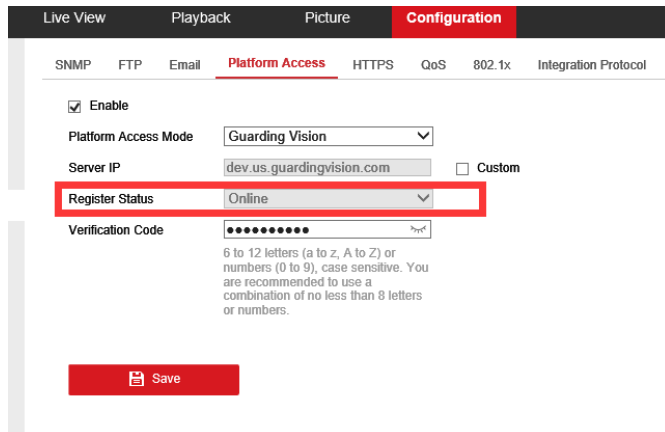 Live View Playback Picture Configuration
SNMP FTP Email Platform Access HTTPS QoS 802.1x Integration Protocol
Enable
Platform Access Mode Guarding Vision
Server IP dev.us.guardingvision.com Custom
Register Status Online
Verification Code ●●●●●●●●●●
6 to 12 letters (a to z, A to Z) or
numbers (0 to 9), case sensitive. You
are recommended to use a
combination of no less than 8 letters
or numbers.
Save